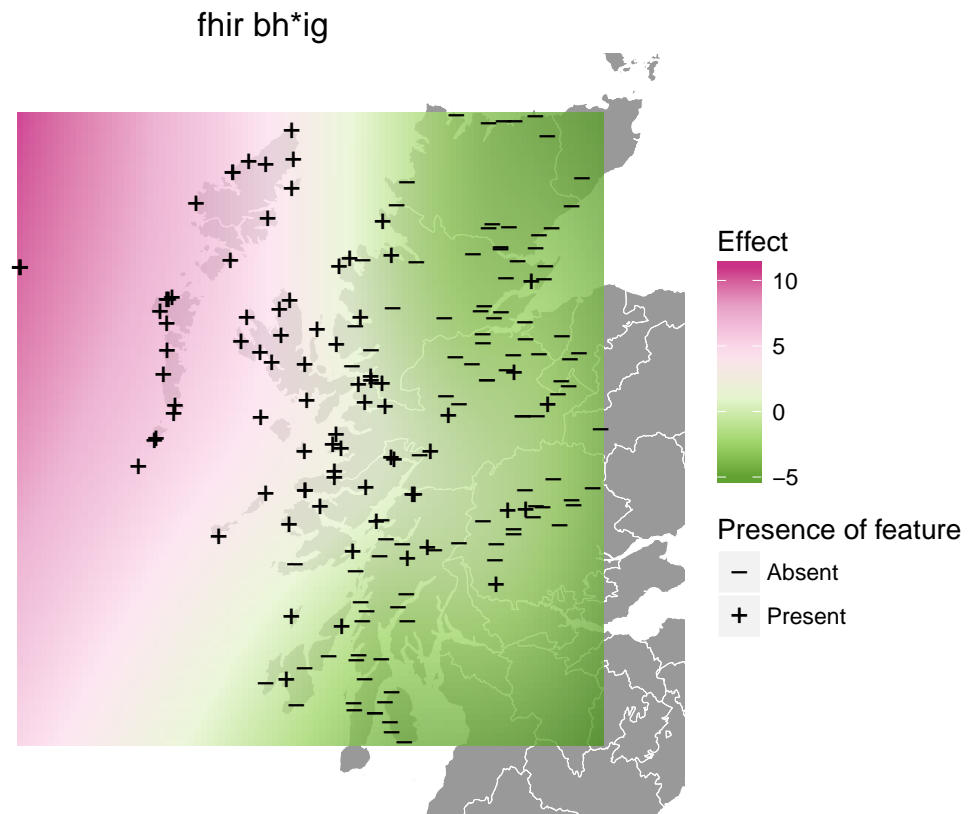 fhir bh*ig
Effect
10
5
0
−5
Presence of feature
− Absent
+ Present